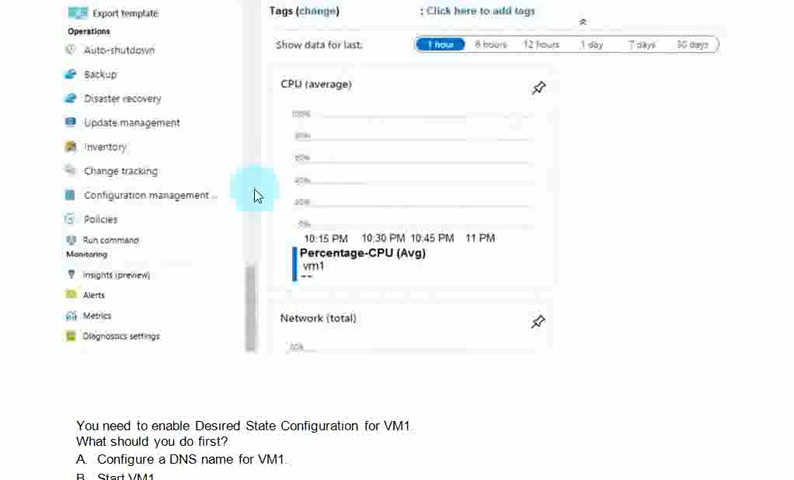 Export template
Tags (change) : Click here to add tags
Operations
Show data for last: 1 hour 6 hours 12 hours 1 day 7 days 30 days
Auto-shutdown
Backup
CPU (average)
Disaster recovery
100%
Update management
80%
Inventory
60%
Change tracking
40%
Configuration management ...
20%
Policies
0%
Run command
10:15 PM 10:30 PM 10:45 PM 11 PM
Monitoring
Percentage-CPU (Avg)
Insights (preview)
vm1
--
Alerts
Metrics
Network (total)
Diagnostics settings
You need to enable Desired State Configuration for VM1.
What should you do first?
A. Configure a DNS name for VM1.
B. Start VM1.